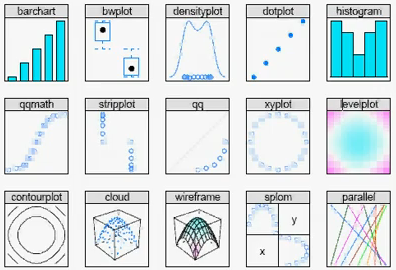 barchart bwplot densityplot dotplot histogram
qqmath stripplot qq xyplot levelplot
contourplot cloud wireframe splom parallel
y
x